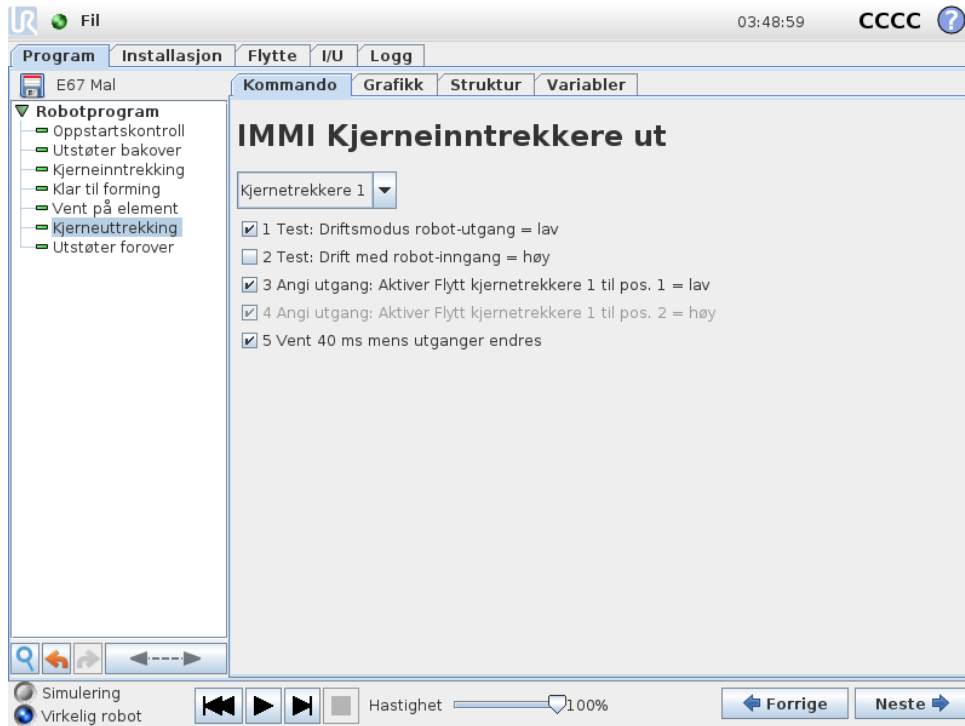 UR Fil 03:48:59 CCCC ?
Program Installasjon Flytte I/U Logg
E67 Mal
Kommando Grafikk Struktur Variabler
Robotprogram
Oppstartskontroll
Utstøter bakover
Kjerneinntrekking
Klar til forming
Vent på element
Kjerneuttrekking
Utstøter forover
IMMI Kjerneinntrekkere ut
Kjernetrekkere 1
1 Test: Driftsmodus robot-utgang = lav
2 Test: Drift med robot-inngang = høy
3 Angi utgang: Aktiver Flytt kjernetrekkere 1 til pos. 1 = lav
4 Angi utgang: Aktiver Flytt kjernetrekkere 1 til pos. 2 = høy
5 Vent 40 ms mens utganger endres
Simulering
Virkelig robot
Hastighet 100%
Forrige Neste